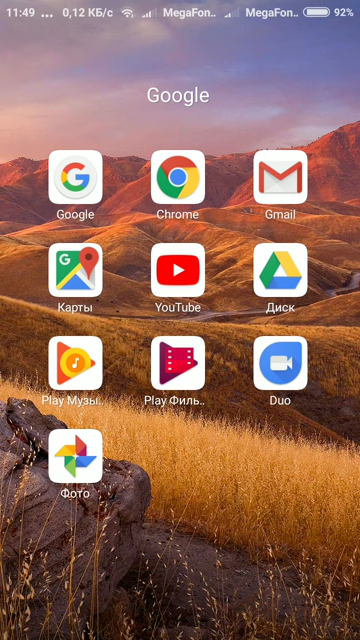 11:49 ... 0,12 КБ/с MegaFon.. MegaFon.. 92%
Google
Google Chrome Gmail
G
Карты YouTube Диск
Play Музы.. Play Филь.. Duo
Фото